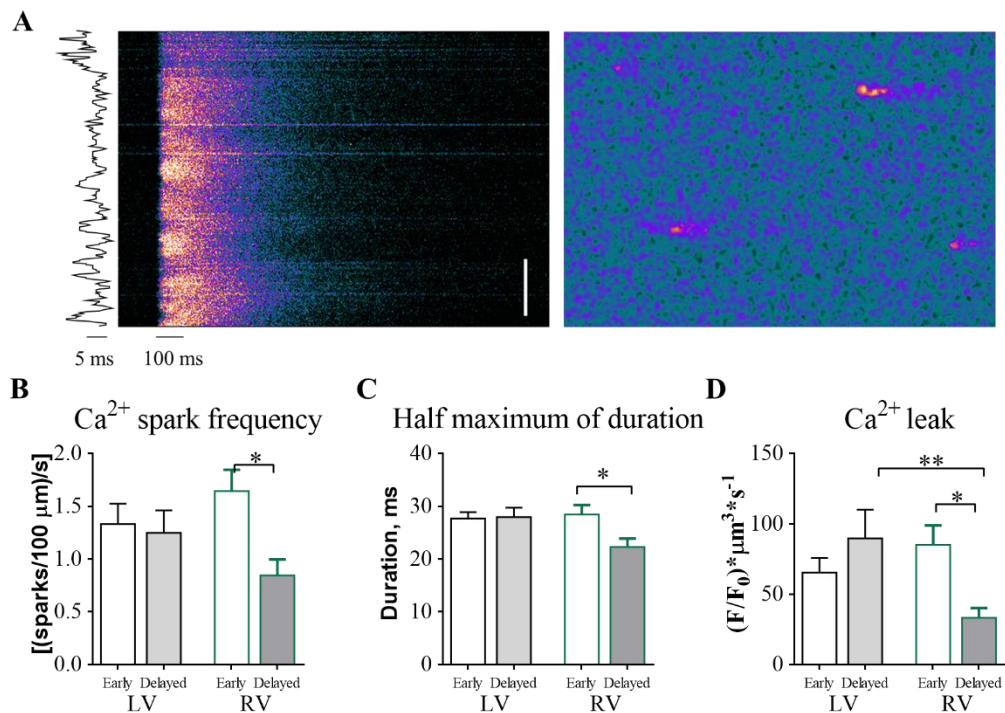 A
5 ms
100 ms
B
Ca²⁺ spark frequency
[(sparks/100 µm)/s]
2.0
1.5
1.0
0.5
0.0
*
Early Delayed Early Delayed
LV RV
C
Half maximum of duration
Duration, ms
40
30
20
10
0
*
Early Delayed Early Delayed
LV RV
D
Ca²⁺ leak
(F/F₀)*µm³*s⁻¹
150
100
50
0
**
*
Early Delayed Early Delayed
LV RV